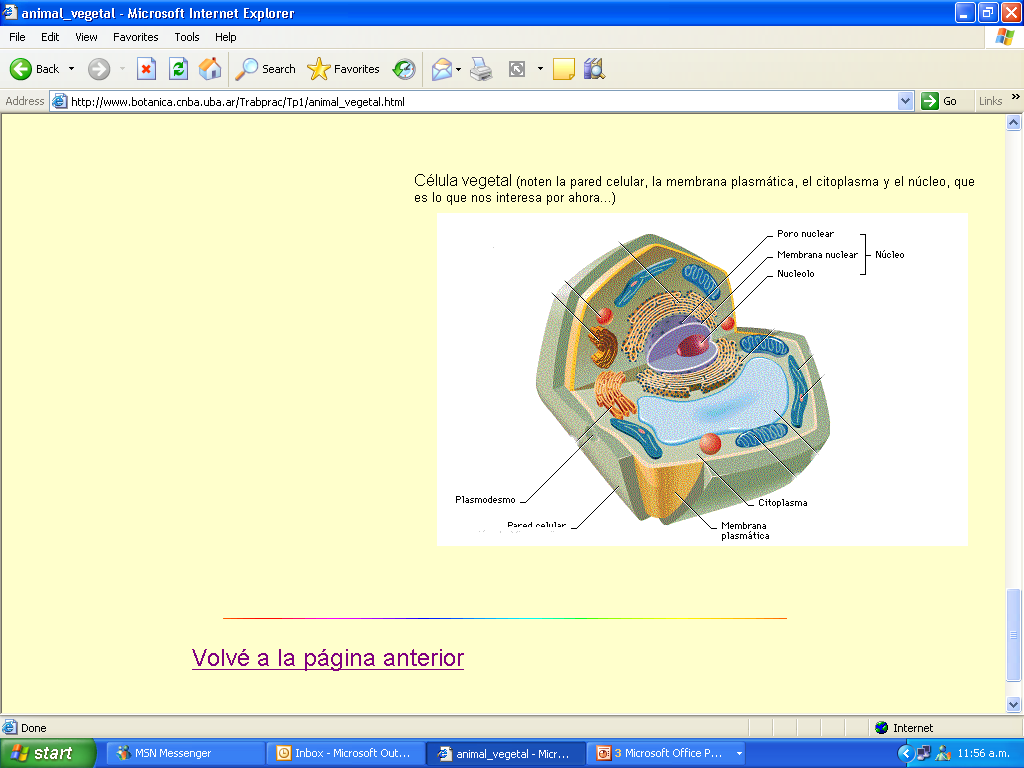 animal_vegetal - Microsoft Internet Explorer
File Edit View Favorites Tools Help
Back Search Favorites
Address http://www.botanica.cnba.uba.ar/Trabprac/Tp1/animal_vegetal.html Go Links »
Célula vegetal (noten la pared celular, la membrana plasmática, el citoplasma y el núcleo, que
es lo que nos interesa por ahora...)
Poro nuclear
Membrana nuclear
Núcleo
Nucleolo
Plasmodesmo
Citoplasma
Pared celular
Membrana
plasmática
Volvé a la página anterior
Done Internet
start MSN Messenger Inbox - Microsoft Out... animal_vegetal - Micr... 3 Microsoft Office P... 11:56 a.m.